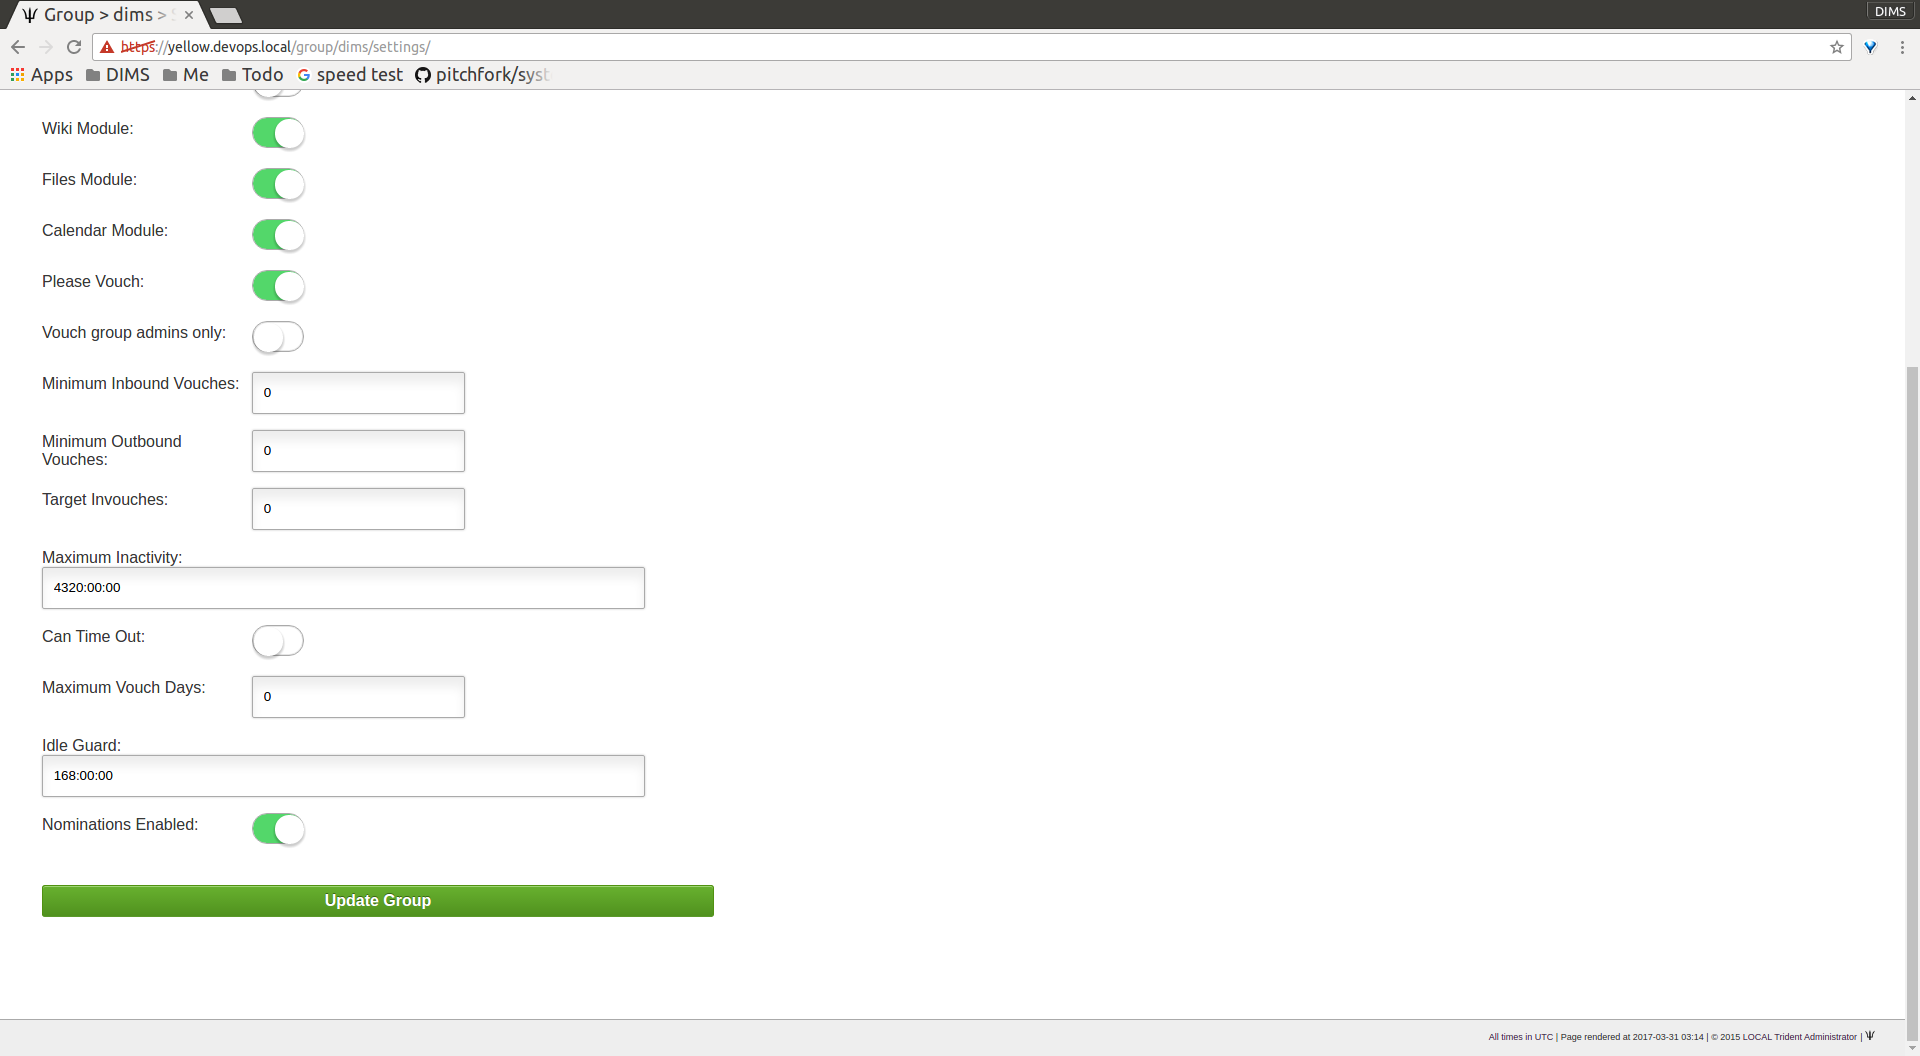 Group > dims >
DIMS
https://yellow.devops.local/group/dims/settings/
Apps DIMS Me Todo speed test pitchfork/syst
Wiki Module:
Files Module:
Calendar Module:
Please Vouch:
Vouch group admins only:
Minimum Inbound Vouches: 0
Minimum Outbound
Vouches: 0
Target Invouches: 0
Maximum Inactivity:
4320:00:00
Can Time Out:
Maximum Vouch Days: 0
Idle Guard:
168:00:00
Nominations Enabled:
Update Group
All times in UTC | Page rendered at 2017-03-31 03:14 | © 2015 LOCAL Trident Administrator |